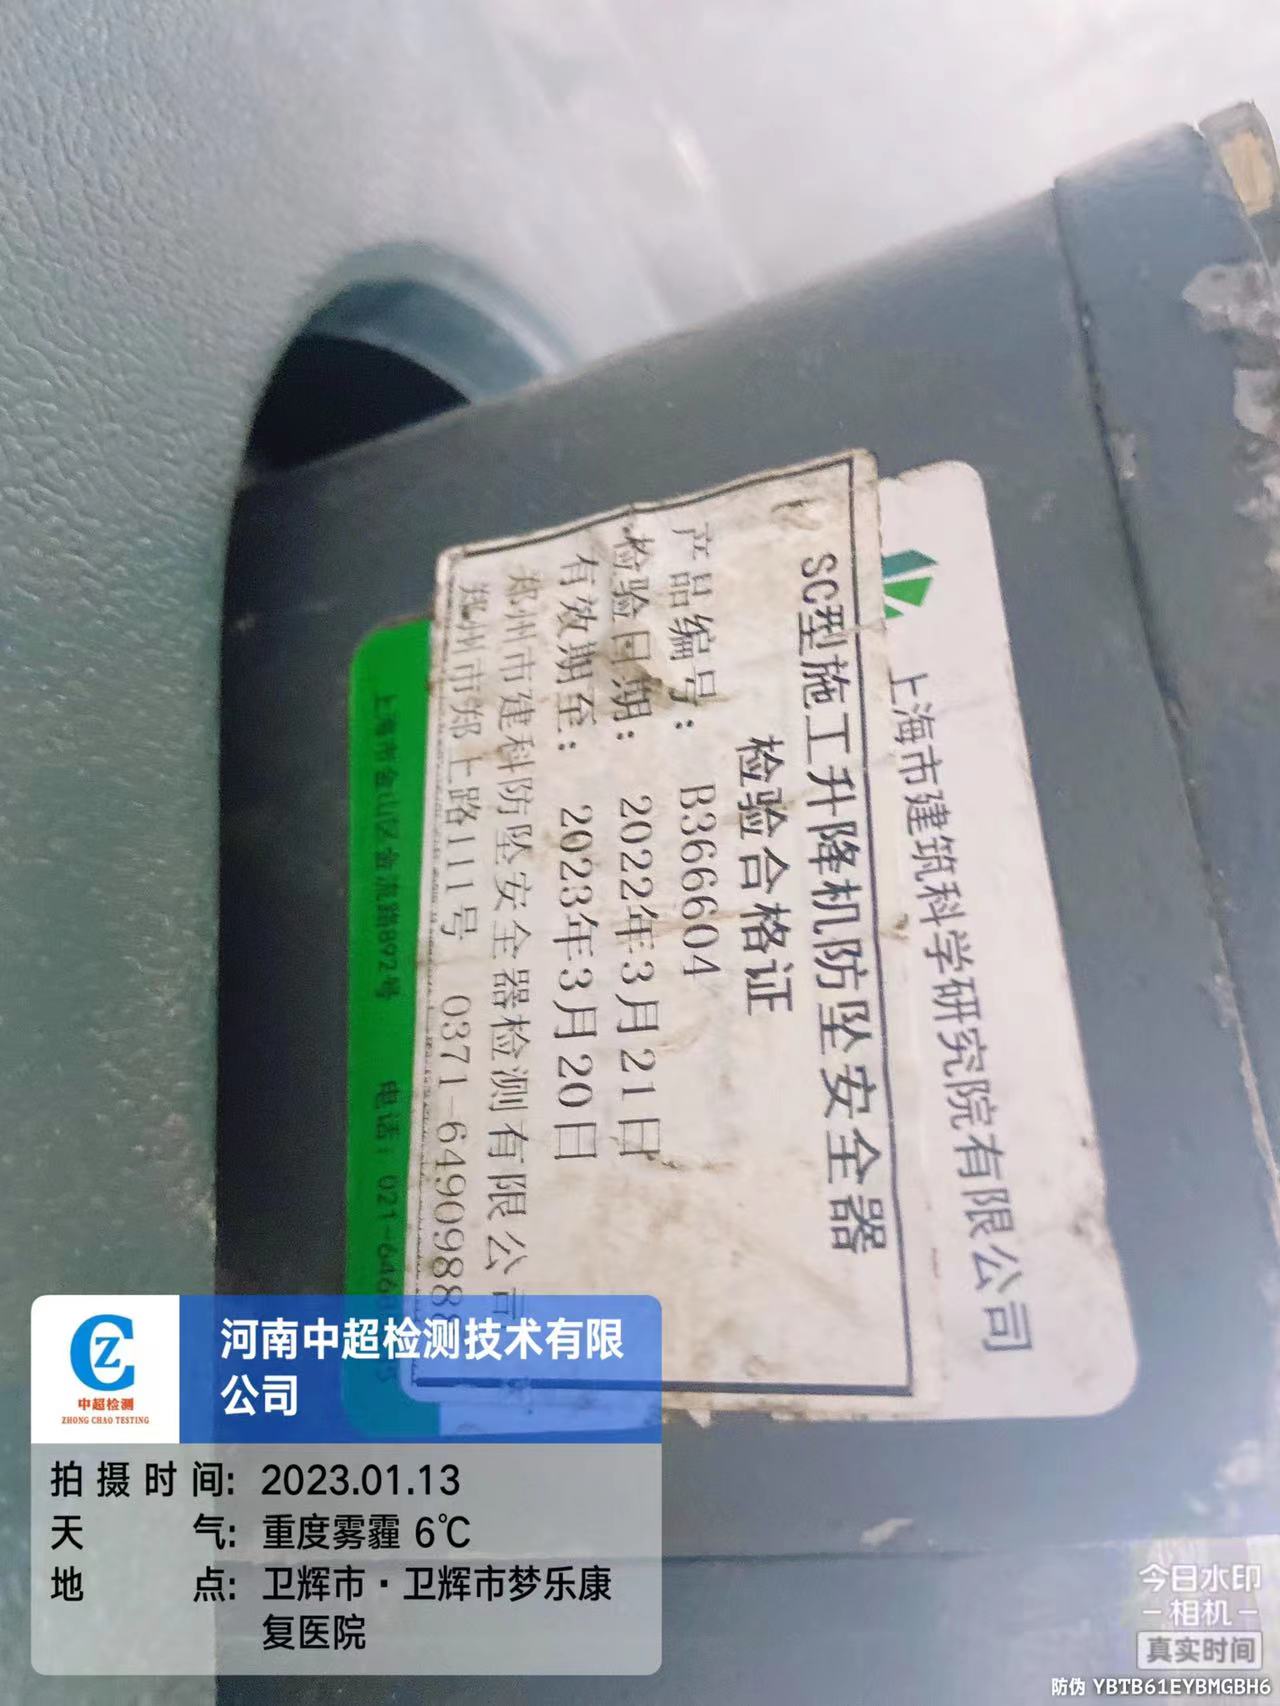 上海市建筑科学研究院有限公司
SC型施工升降机防坠安全器
检验合格证
产品编号：B366604
检验日期：2022年3月21日
有效期至：2023年3月20日
郑州市建科防坠安全器检测有限公司
郑州市郑上路111号 0371-64909888
上海市金山区金流路892号 电话：021-646
CZ
中超检测
ZHONG CHAO TESTING
河南中超检测技术有限
公司
拍摄时间: 2023.01.13
天气: 重度雾霾 6℃
地点: 卫辉市·卫辉市梦乐康
复医院
今日水印
相机
真实时间
防伪 YBTB61EYBMGBH6